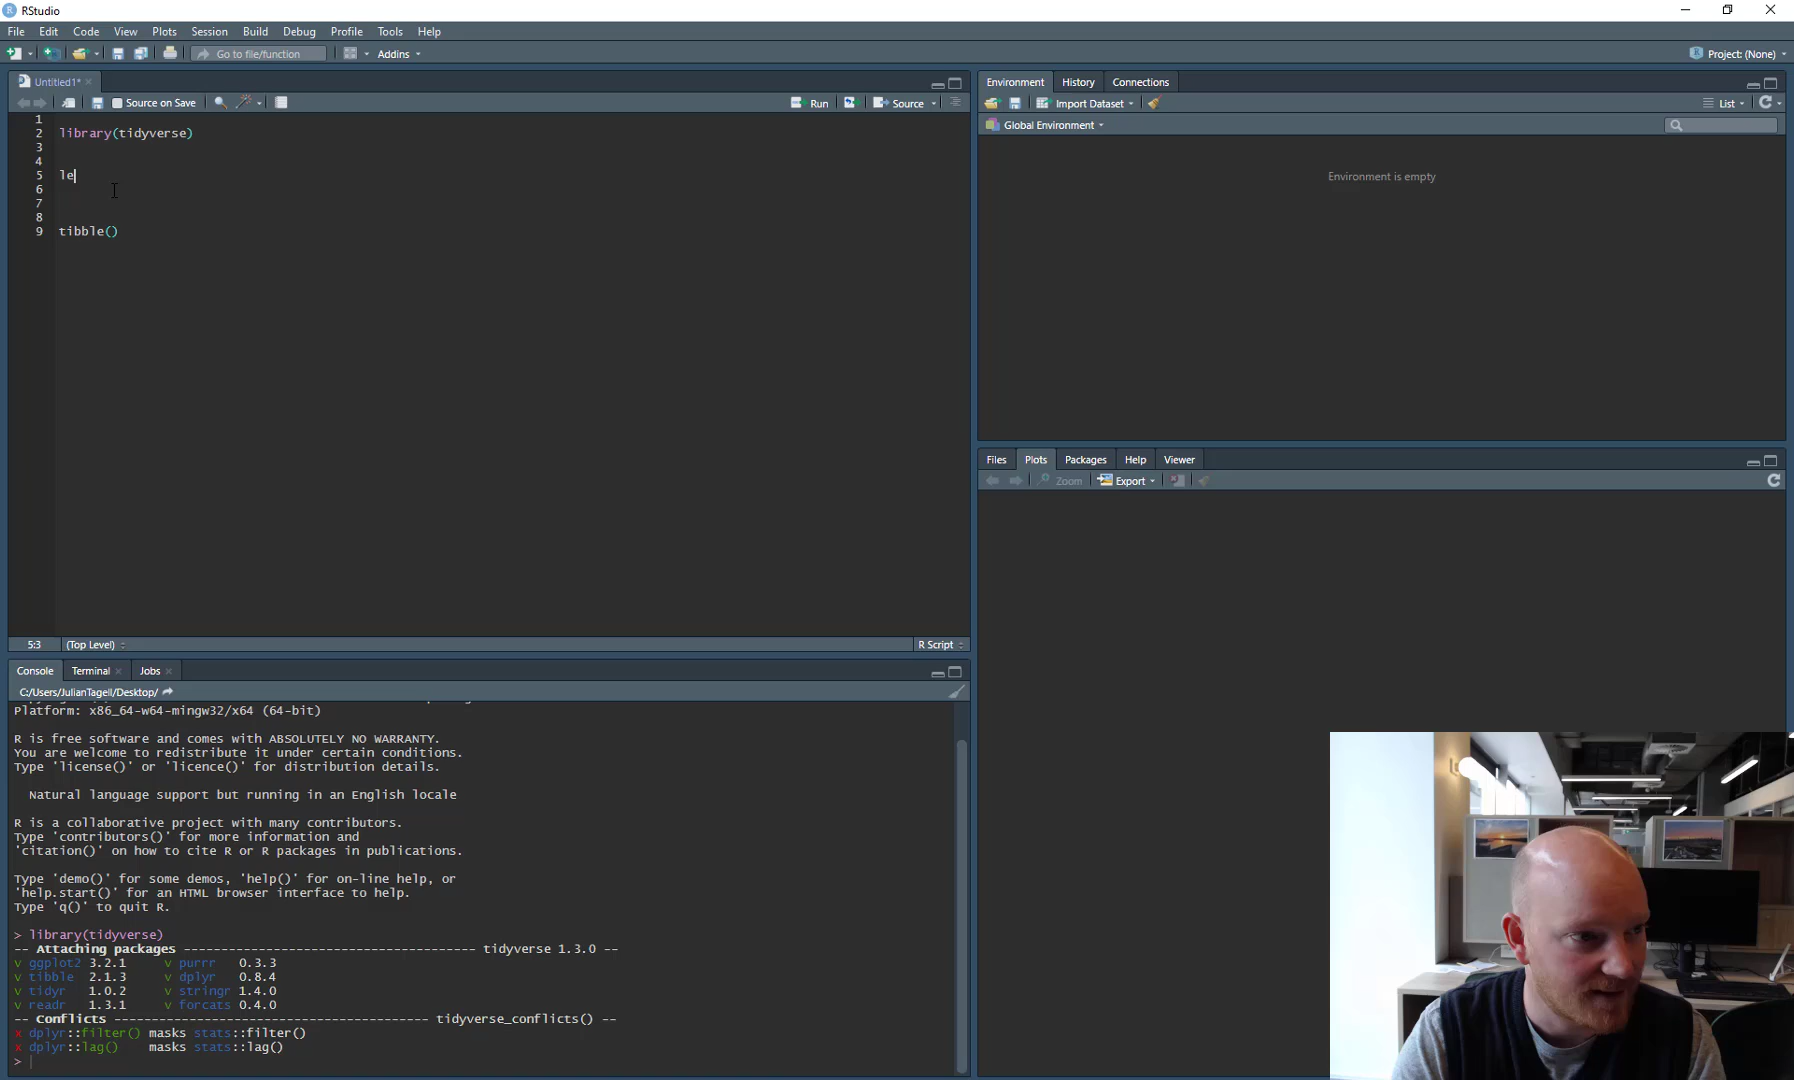 RStudio
File Edit Code View Plots Session Build Debug Profile Tools Help
Go to file/function Addins Project: (None)
Untitled1*
Source on Save Run Source
1
2 library(tidyverse)
3
4
5 le
6
7
8
9 tibble()
5:3 (Top Level) R Script
Console Terminal Jobs
C:/Users/JulianTagell/Desktop/
Platform: x86_64-w64-mingw32/x64 (64-bit)
R is free software and comes with ABSOLUTELY NO WARRANTY.
You are welcome to redistribute it under certain conditions.
Type 'license()' or 'licence()' for distribution details.
Natural language support but running in an English locale
R is a collaborative project with many contributors.
Type 'contributors()' for more information and
'citation()' on how to cite R or R packages in publications.
Type 'demo()' for some demos, 'help()' for on-line help, or
'help.start()' for an HTML browser interface to help.
Type 'q()' to quit R.
> library(tidyverse)
-- Attaching packages --------------------------------------- tidyverse 1.3.0 --
v ggplot2 3.2.1 v purrr 0.3.3
v tibble 2.1.3 v dplyr 0.8.4
v tidyr 1.0.2 v stringr 1.4.0
v readr 1.3.1 v forcats 0.4.0
-- Conflicts ------------------------------------------ tidyverse_conflicts() --
x dplyr::filter() masks stats::filter()
x dplyr::lag() masks stats::lag()
>
Environment History Connections
Import Dataset List
Global Environment
Environment is empty
Files Plots Packages Help Viewer
Zoom Export